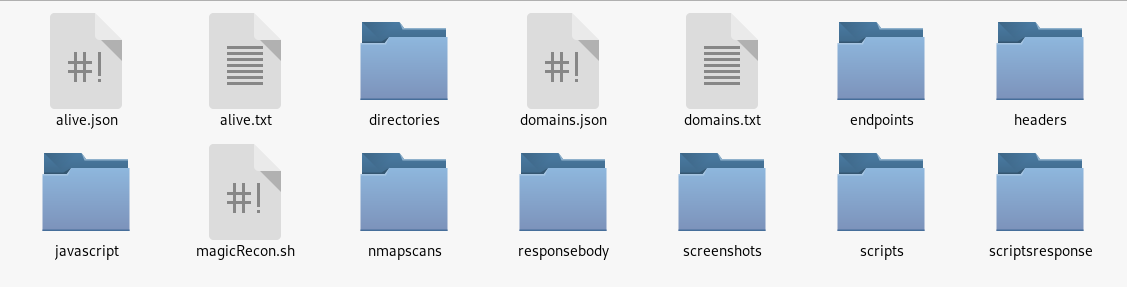 #! #!
alive.json alive.txt directories domains.json domains.txt endpoints headers
#!
javascript magicRecon.sh nmapscans responsebody screenshots scripts scriptsresponse